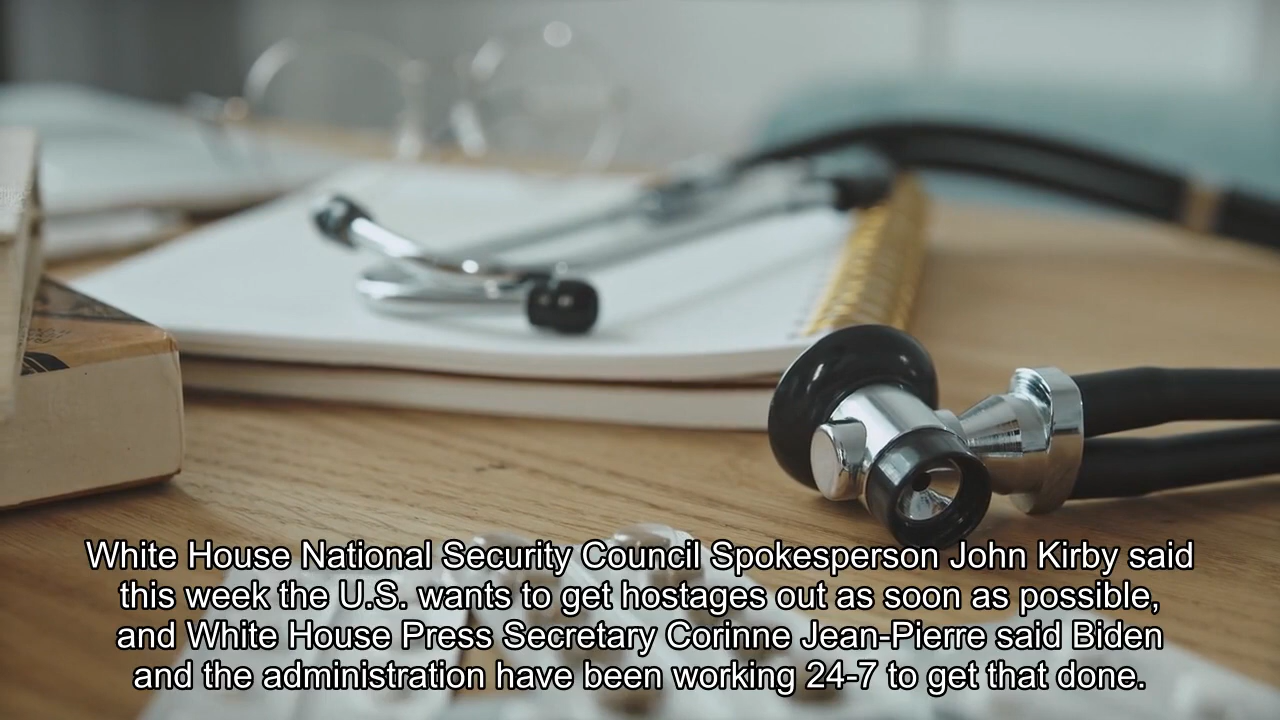 White House National Security Council Spokesperson John Kirby said
this week the U.S. wants to get hostages out as soon as possible,
and White House Press Secretary Corinne Jean-Pierre said Biden
and the administration have been working 24-7 to get that done.